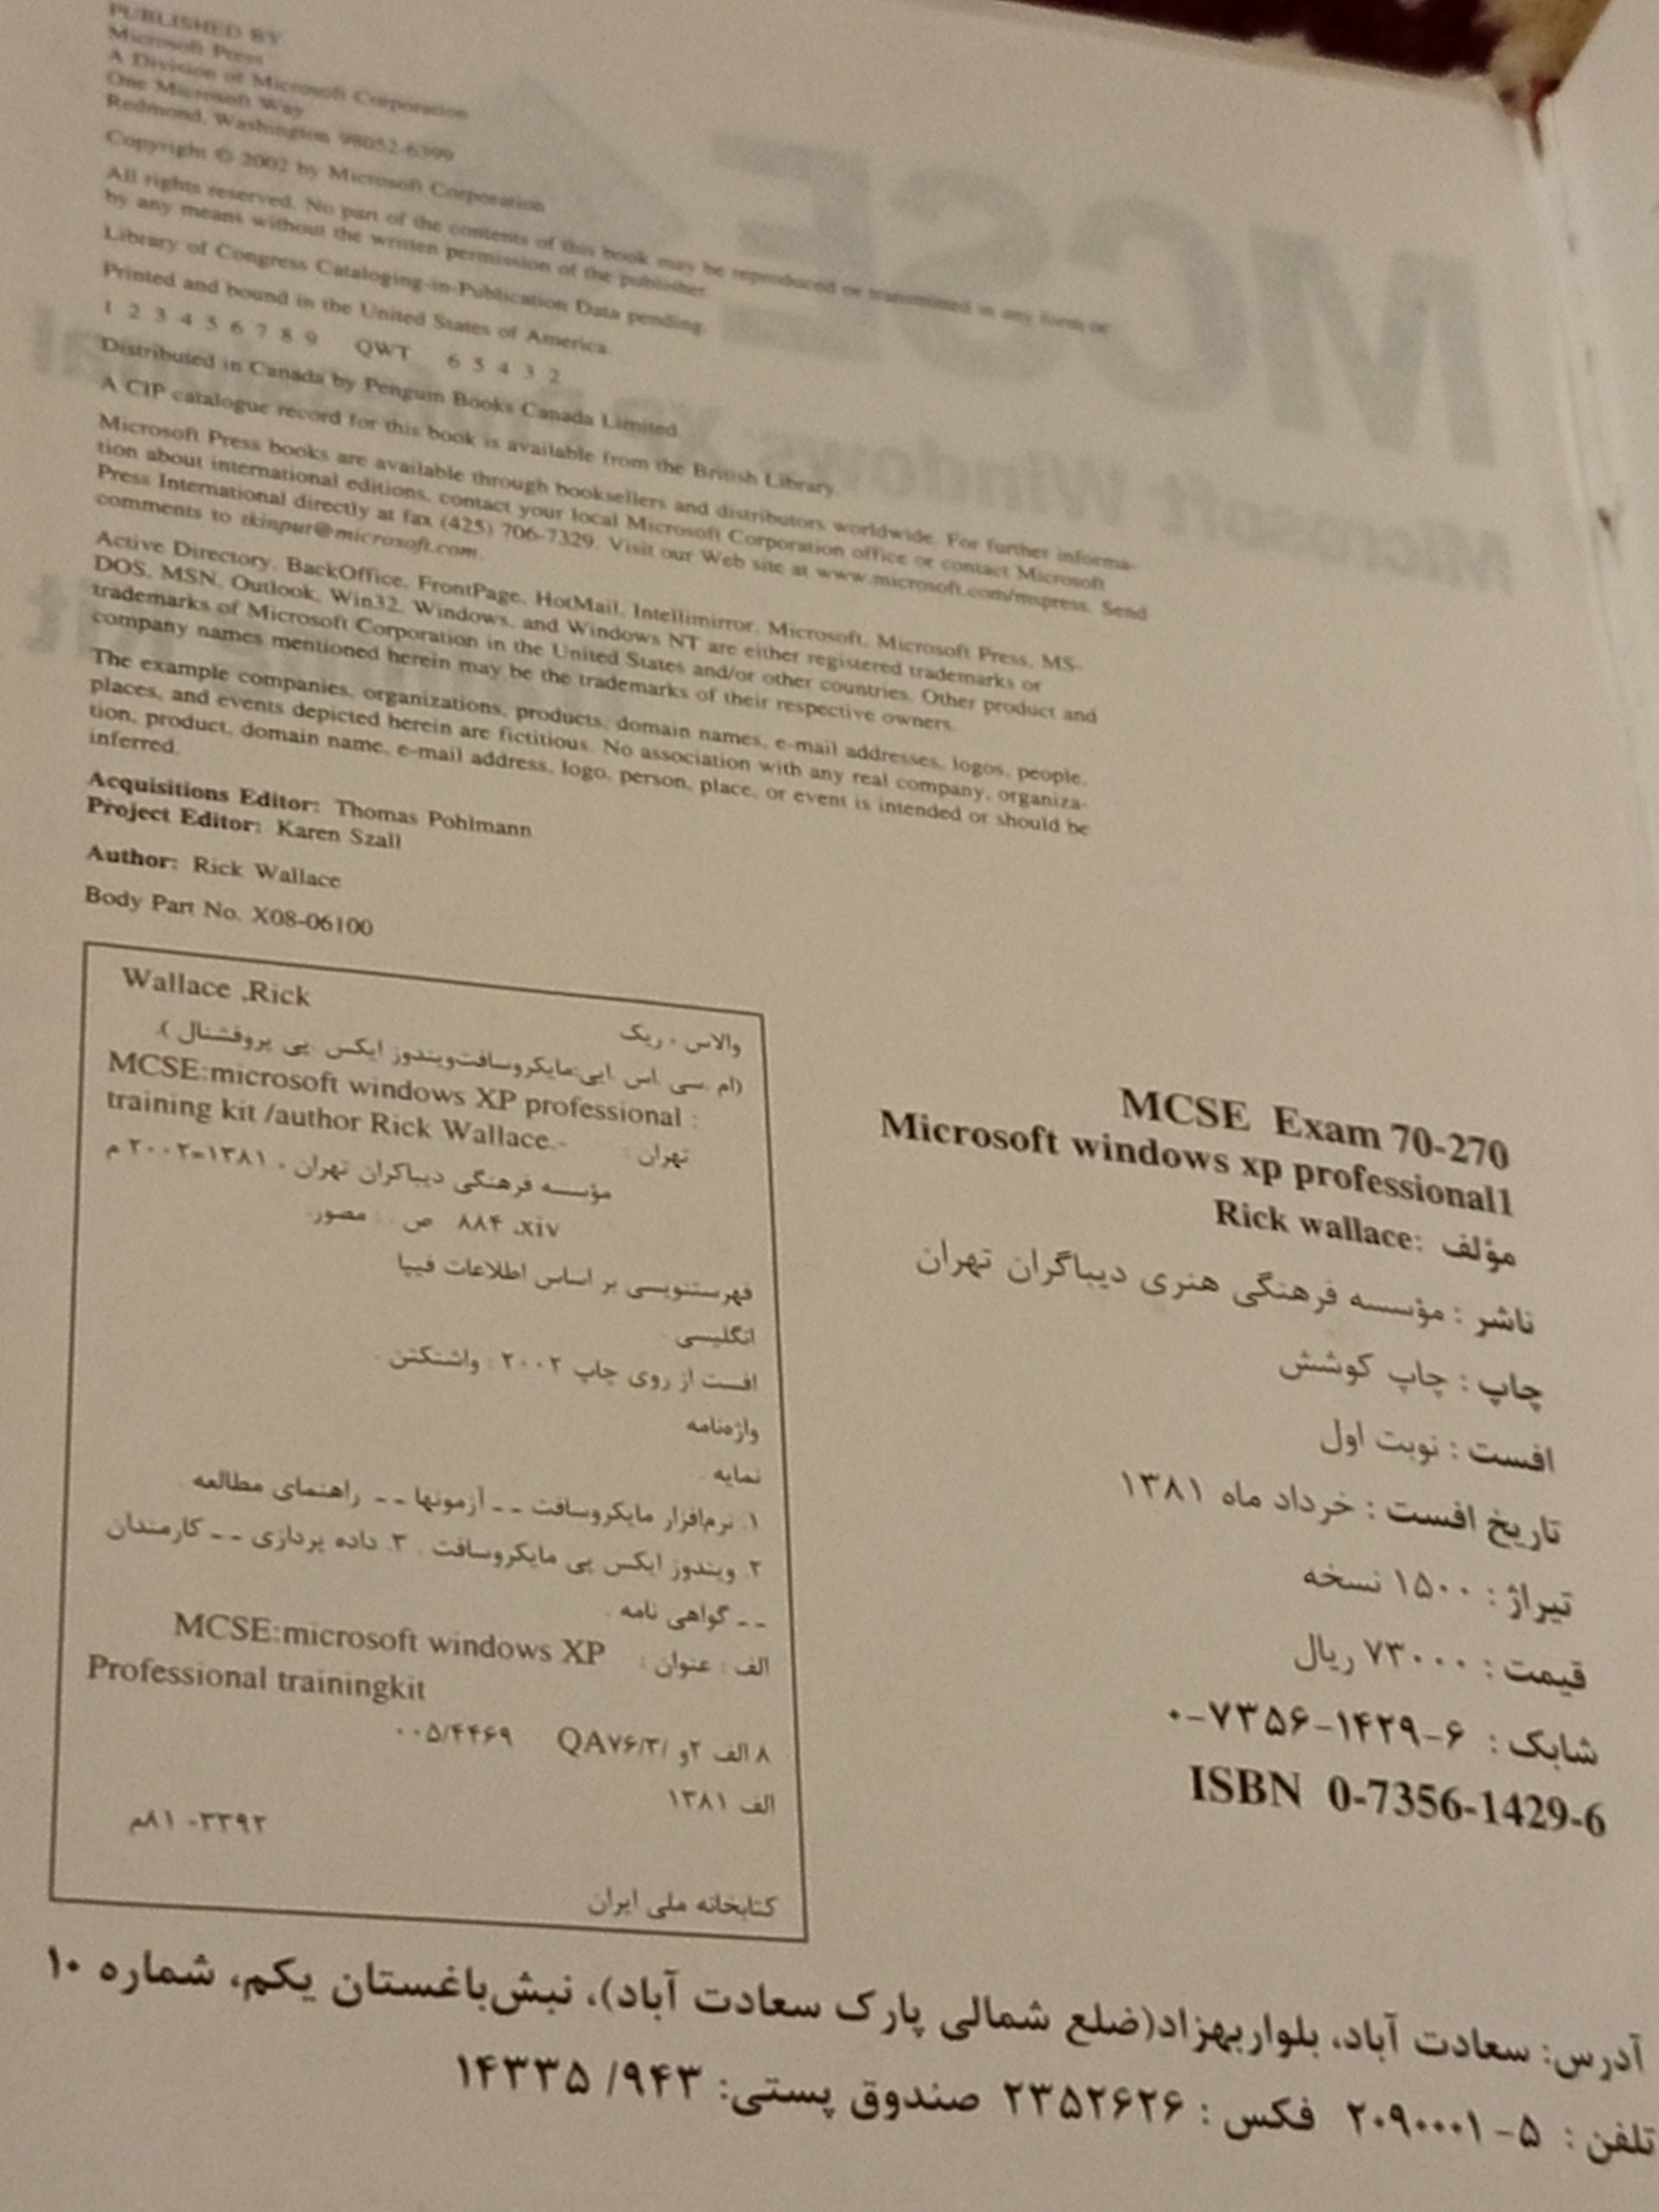 PUBLISHED BY
Microsoft Press
A Division of Microsoft Corporation
One Microsoft Way
Redmond, Washington 98052-6399
Copyright © 2002 by Microsoft Corporation
All rights reserved. No part of the contents of this book may be reproduced or transmitted in any form or
by any means without the written permission of the publisher.
Library of Congress Cataloging-in-Publication Data pending.
Printed and bound in the United States of America.
1 2 3 4 5 6 7 8 9 QWT 6 5 4 3 2
Distributed in Canada by Penguin Books Canada Limited.
A CIP catalogue record for this book is available from the British Library.
Microsoft Press books are available through booksellers and distributors worldwide. For further informa-
tion about international editions, contact your local Microsoft Corporation office or contact Microsoft
Press International directly at fax (425) 706-7329. Visit our Web site at www.microsoft.com/mspress. Send
comments to tkinput@microsoft.com.
Active Directory, BackOffice, FrontPage, HotMail, Intellimirror, Microsoft, Microsoft Press, MS-
DOS, MSN, Outlook, Win32, Windows, and Windows NT are either registered trademarks or
trademarks of Microsoft Corporation in the United States and/or other countries. Other product and
company names mentioned herein may be the trademarks of their respective owners.
The example companies, organizations, products, domain names, e-mail addresses, logos, people,
places, and events depicted herein are fictitious. No association with any real company, organiza-
tion, product, domain name, e-mail address, logo, person, place, or event is intended or should be
inferred.
Acquisitions Editor: Thomas Pohlmann
Project Editor: Karen Szall
Author: Rick Wallace
Body Part No. X08-06100
Wallace ,Rick
والاس ، ریک
(ام. سی. اس. ایی:مایکروسافت‌ویندوز ایکس. پی پروفشنال ).
MCSE:microsoft windows XP professional :
training kit /author Rick Wallace.- تهران :
مؤسسه فرهنگی دیباگران تهران ، ۱۳۸۱=۲۰۰۲ م
xiv، ۸۸۴ ص . : مصور.
فهرستنویسی بر اساس اطلاعات فیپا
انگلیسی .
افست از روی چاپ ۲۰۰۲ : واشنگتن .
واژه‌نامه
نمایه .
۱. نرم‌افزار مایکروسافت -- آزمونها -- راهنمای مطالعه .
۲. ویندوز ایکس پی مایکروسافت . ۳. داده پردازی -- کارمندان
-- گواهی نامه .
الف : عنوان : MCSE:microsoft windows XP
Professional trainingkit
۸ الف ۲و /QA۷۶/۳ ۰۰۵/۴۴۶۹
الف ۱۳۸۱
۳۳۹۲- ۸۱م
کتابخانه ملی ایران
MCSE Exam 70-270
Microsoft windows xp professional1
مؤلف :Rick wallace
ناشر : مؤسسه فرهنگی هنری دیباگران تهران
چاپ : چاپ کوشش
افست : نوبت اول
تاریخ افست : خرداد ماه ۱۳۸۱
تیراژ : ۱۵۰۰ نسخه
قیمت : ۷۳۰۰۰ ریال
شابک : ۶-۱۴۲۹-۷۳۵۶-۰
ISBN 0-7356-1429-6
آدرس: سعادت آباد، بلواربهزاد(ضلع شمالی پارک سعادت آباد)، نبش‌باغستان یکم، شماره ۱۰
تلفن : ۵-۲۰۹۰۰۰۱ فکس : ۲۳۵۲۶۲۶ صندوق پستی: ۹۴۳/ ۱۴۳۳۵